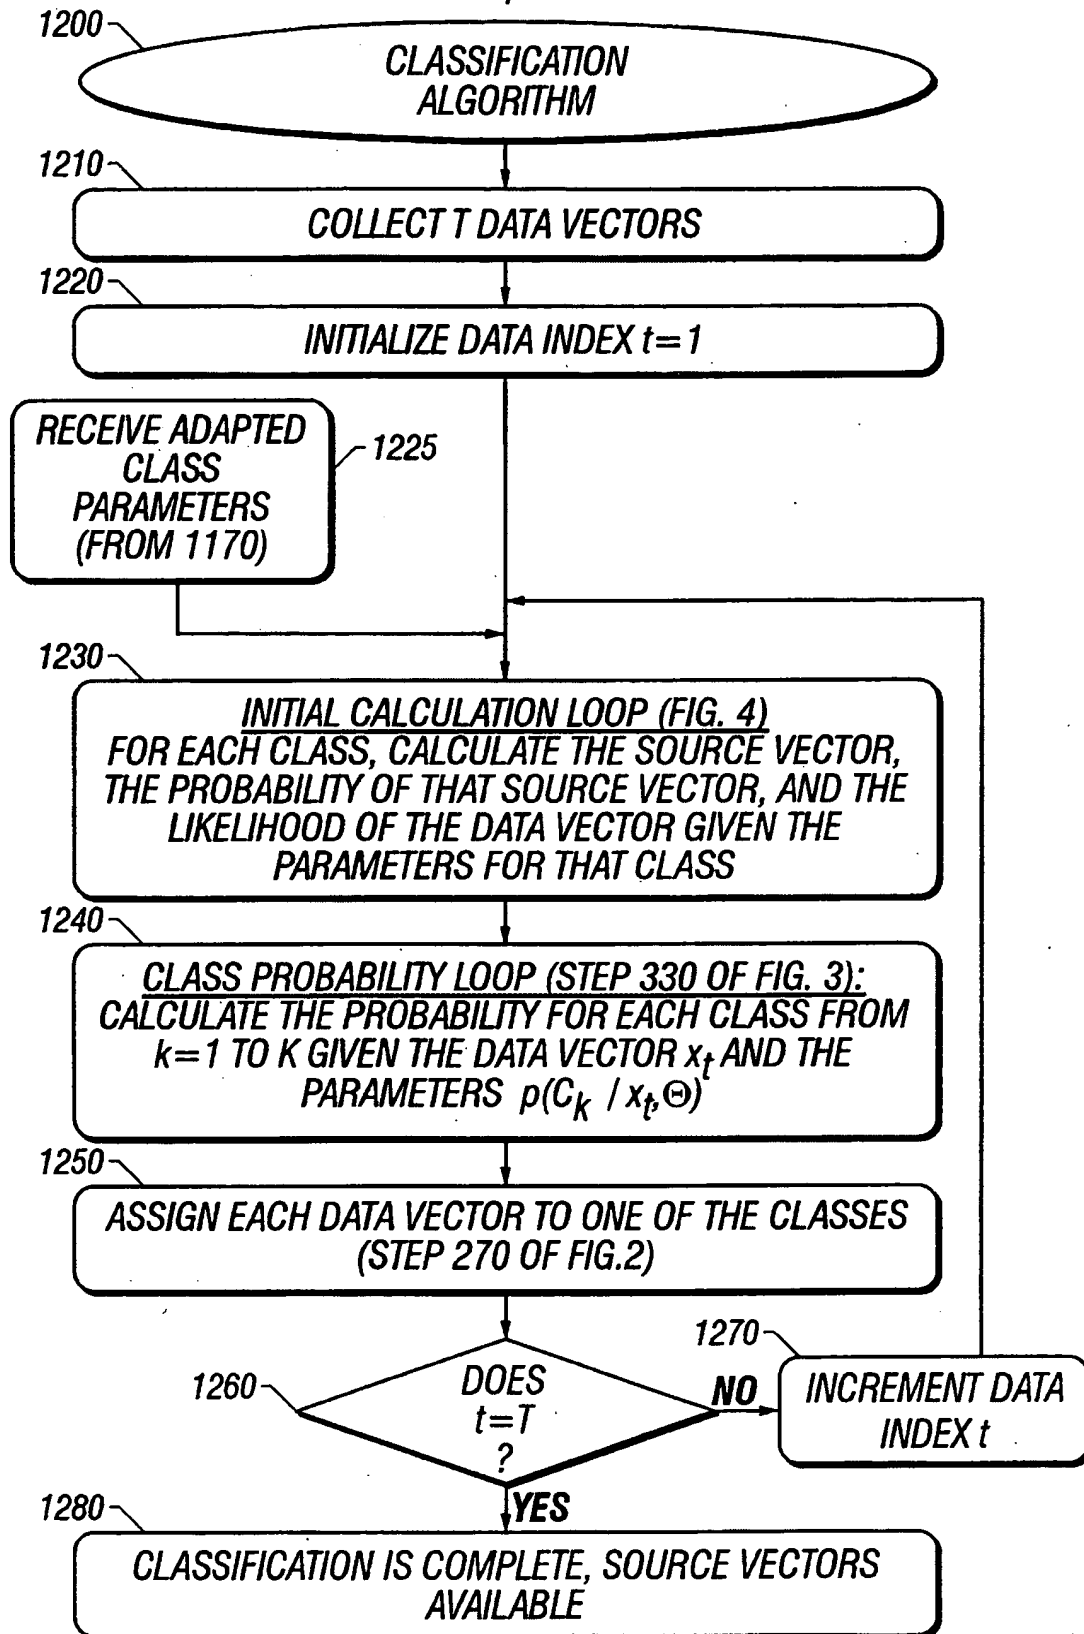 1200
CLASSIFICATION
ALGORITHM
1210
COLLECT T DATA VECTORS
1220
INITIALIZE DATA INDEX t=1
RECEIVE ADAPTED
CLASS
PARAMETERS
(FROM 1170)
1225
1230
INITIAL CALCULATION LOOP (FIG. 4)
FOR EACH CLASS, CALCULATE THE SOURCE VECTOR,
THE PROBABILITY OF THAT SOURCE VECTOR, AND THE
LIKELIHOOD OF THE DATA VECTOR GIVEN THE
PARAMETERS FOR THAT CLASS
1240
CLASS PROBABILITY LOOP (STEP 330 OF FIG. 3):
CALCULATE THE PROBABILITY FOR EACH CLASS FROM
k=1 TO K GIVEN THE DATA VECTOR x_t AND THE
PARAMETERS p(C_k / x_t, Θ)
1250
ASSIGN EACH DATA VECTOR TO ONE OF THE CLASSES
(STEP 270 OF FIG.2)
1260
DOES
t=T
?
NO
1270
INCREMENT DATA
INDEX t
YES
1280
CLASSIFICATION IS COMPLETE, SOURCE VECTORS
AVAILABLE